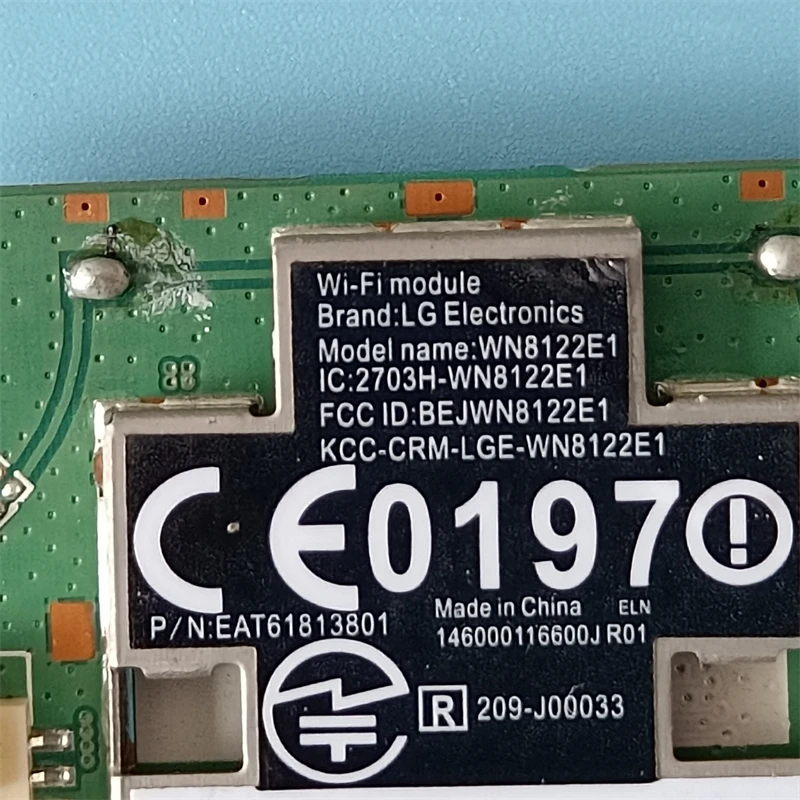 Wi-Fi module
Brand:LG Electronics
Model name:WN8122E1
IC:2703H-WN8122E1
FCC ID:BEJWN8122E1
KCC-CRM-LGE-WN8122E1
CE0197!
P/N:EAT61813801
Made in China ELN
146000116600J R01
R 209-J00033